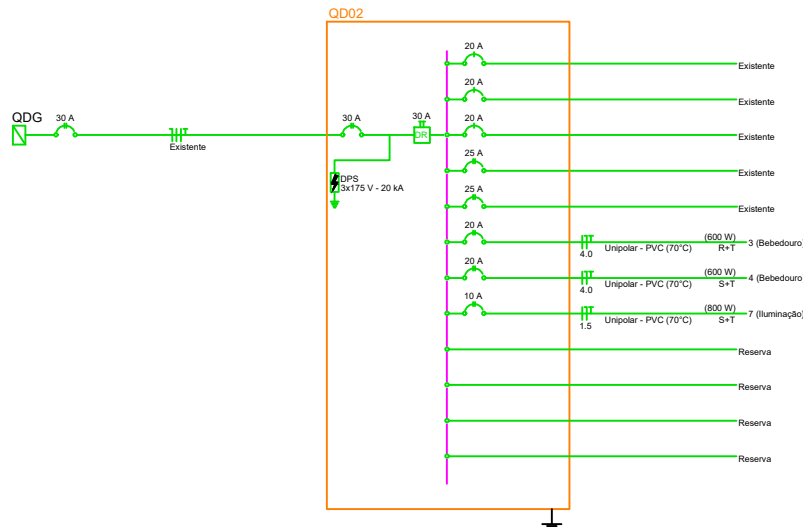 QD02
QDG
30 A
Existente
30 A
30 A
DR
DPS
3x175 V - 20 kA
20 A
Existente
20 A
Existente
20 A
Existente
25 A
Existente
25 A
Existente
20 A
4.0
Unipolar - PVC (70°C)
(600 W)
R+T
3 (Bebedouro)
20 A
4.0
Unipolar - PVC (70°C)
(600 W)
S+T
4 (Bebedouro
10 A
1.5
Unipolar - PVC (70°C)
(800 W)
S+T
7 (Iluminação)
Reserva
Reserva
Reserva
Reserva